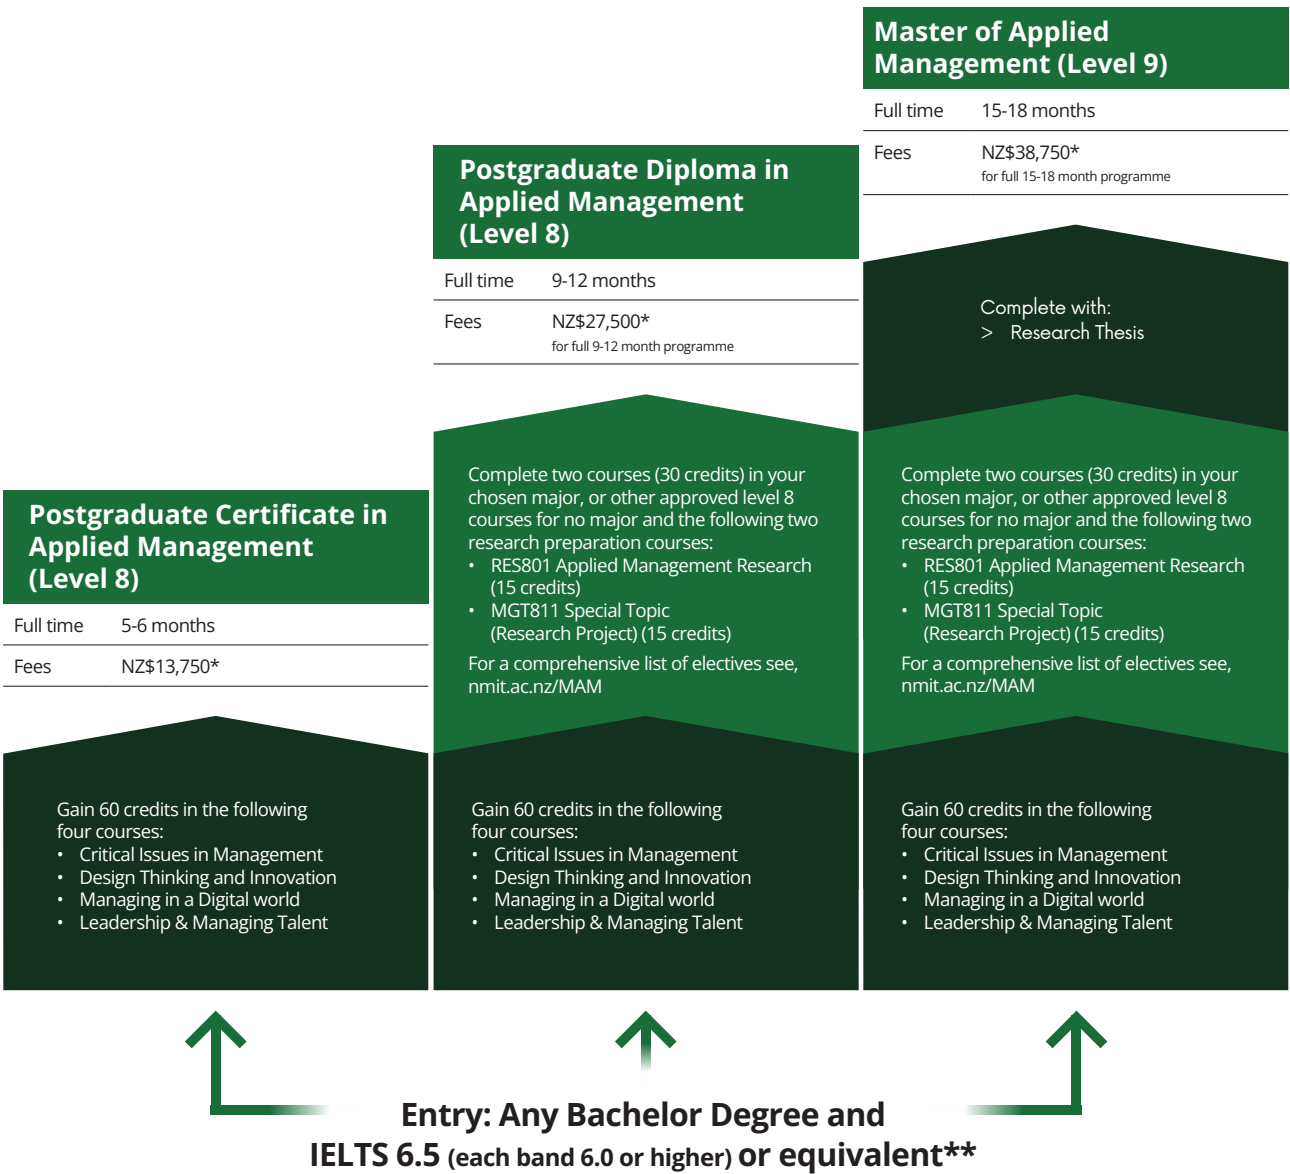 Master of Applied
Management (Level 9)
Full time 15-18 months
Fees NZ$38,750*
for full 15-18 month programme
Complete with:
> Research Thesis
Complete two courses (30 credits) in your
chosen major, or other approved level 8
courses for no major and the following two
research preparation courses:
• RES801 Applied Management Research
(15 credits)
• MGT811 Special Topic
(Research Project) (15 credits)
For a comprehensive list of electives see,
nmit.ac.nz/MAM
Gain 60 credits in the following
four courses:
• Critical Issues in Management
• Design Thinking and Innovation
• Managing in a Digital world
• Leadership & Managing Talent
Postgraduate Diploma in
Applied Management
(Level 8)
Full time 9-12 months
Fees NZ$27,500*
for full 9-12 month programme
Complete two courses (30 credits) in your
chosen major, or other approved level 8
courses for no major and the following two
research preparation courses:
• RES801 Applied Management Research
(15 credits)
• MGT811 Special Topic
(Research Project) (15 credits)
For a comprehensive list of electives see,
nmit.ac.nz/MAM
Gain 60 credits in the following
four courses:
• Critical Issues in Management
• Design Thinking and Innovation
• Managing in a Digital world
• Leadership & Managing Talent
Postgraduate Certificate in
Applied Management
(Level 8)
Full time 5-6 months
Fees NZ$13,750*
Gain 60 credits in the following
four courses:
• Critical Issues in Management
• Design Thinking and Innovation
• Managing in a Digital world
• Leadership & Managing Talent
Entry: Any Bachelor Degree and
IELTS 6.5 (each band 6.0 or higher) or equivalent**